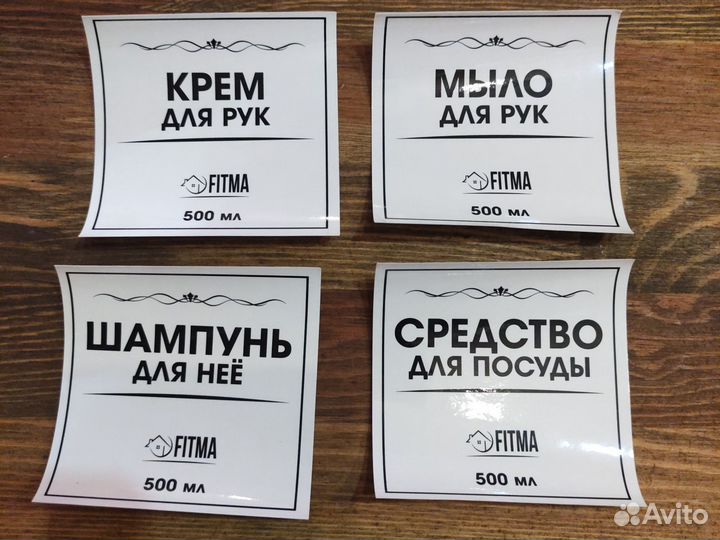 КРЕМ
ДЛЯ РУК
FITMA
500 мл
МЫЛО
ДЛЯ РУК
FITMA
500 мл
ШАМПУНЬ
ДЛЯ НЕЁ
FITMA
500 мл
СРЕДСТВО
ДЛЯ ПОСУДЫ
FITMA
500 мл
Avito